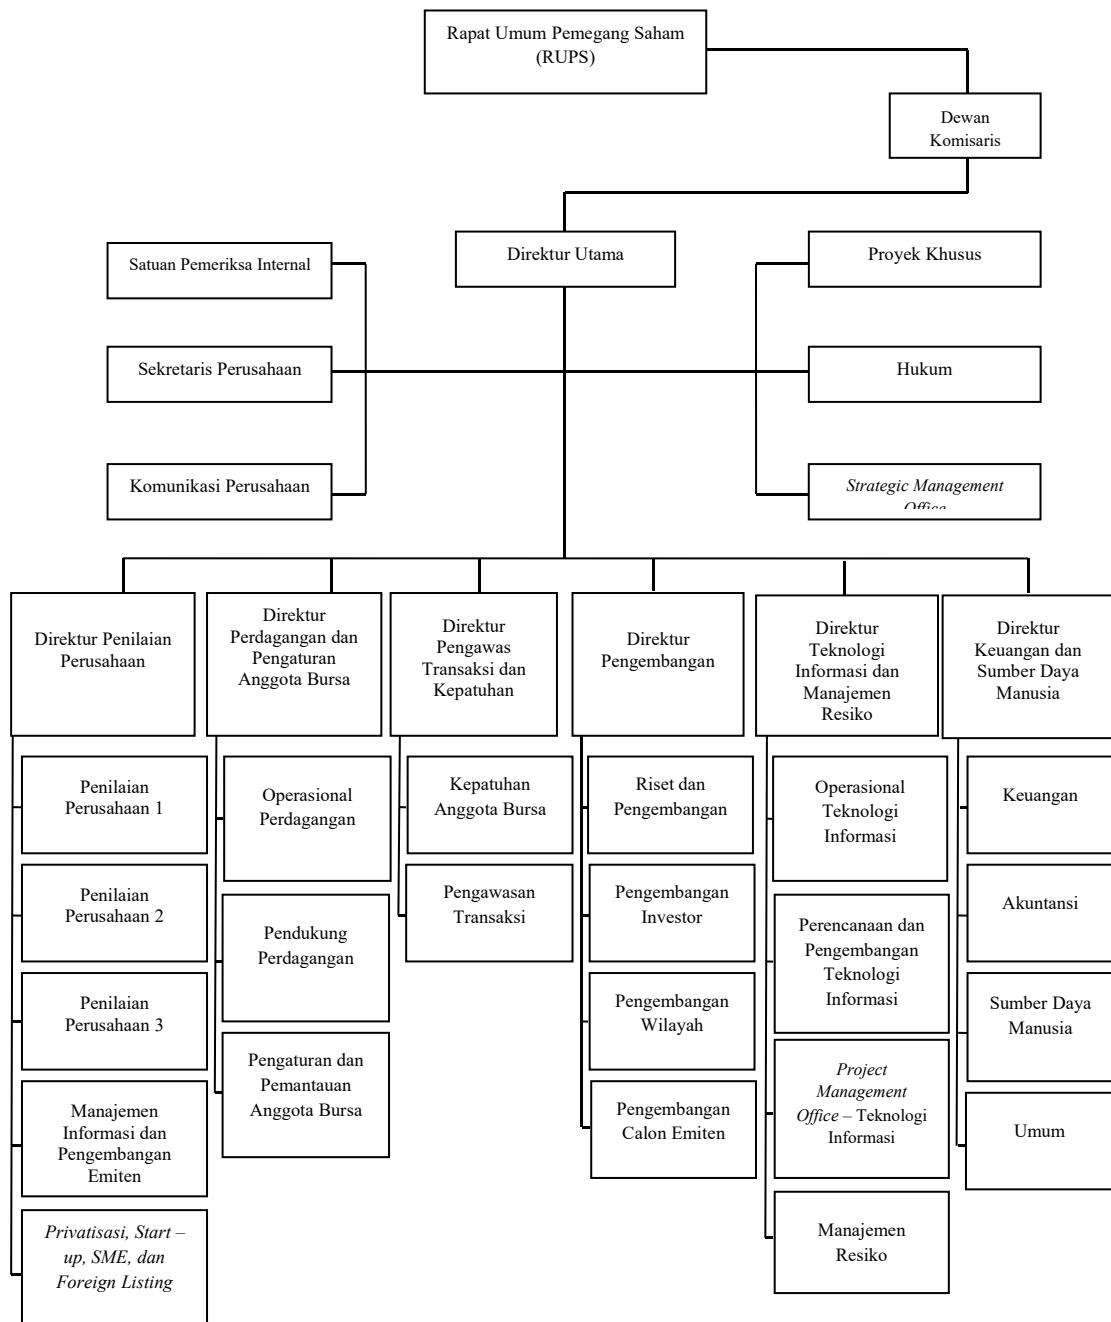 Rapat Umum Pemegang Saham
(RUPS)
Dewan
Komisaris
Direktur Utama
Satuan Pemeriksa Internal
Proyek Khusus
Sekretaris Perusahaan
Hukum
Komunikasi Perusahaan
Strategic Management
Office
Direktur Penilaian
Perusahaan
Direktur
Perdagangan dan
Pengaturan
Anggota Bursa
Direktur
Pengawas
Transaksi dan
Kepatuhan
Direktur
Pengembangan
Direktur
Teknologi
Informasi dan
Manajemen
Resiko
Direktur
Keuangan dan
Sumber Daya
Manusia
Penilaian
Perusahaan 1
Penilaian
Perusahaan 2
Penilaian
Perusahaan 3
Manajemen
Informasi dan
Pengembangan
Emiten
Privatisasi, Start –
up, SME, dan
Foreign Listing
Operasional
Perdagangan
Pendukung
Perdagangan
Pengaturan dan
Pemantauan
Anggota Bursa
Kepatuhan
Anggota Bursa
Pengawasan
Transaksi
Riset dan
Pengembangan
Pengembangan
Investor
Pengembangan
Wilayah
Pengembangan
Calon Emiten
Operasional
Teknologi
Informasi
Perencanaan dan
Pengembangan
Teknologi
Informasi
Project
Management
Office – Teknologi
Informasi
Manajemen
Resiko
Keuangan
Akuntansi
Sumber Daya
Manusia
Umum